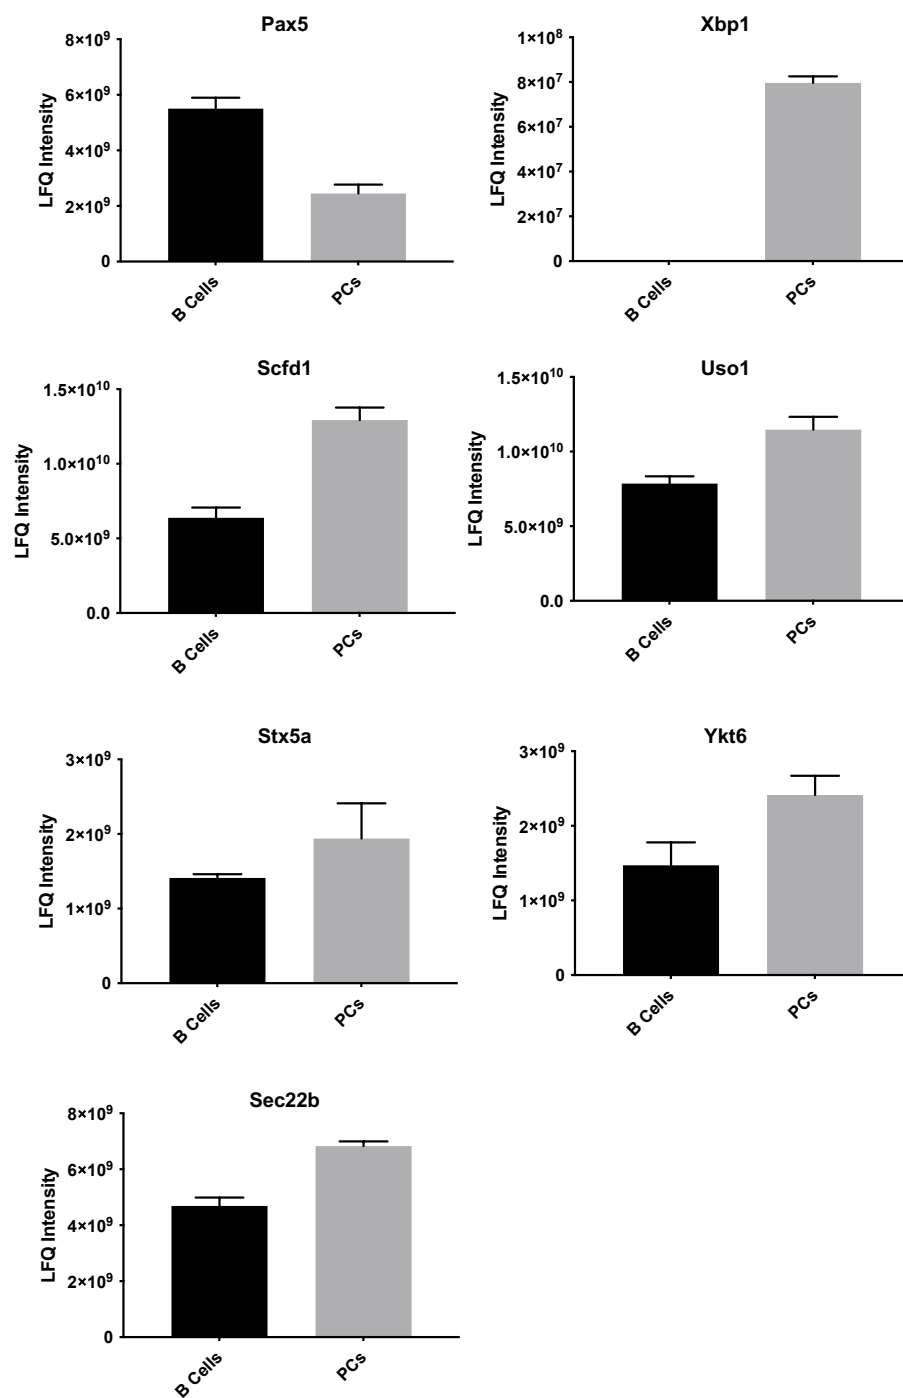 Pax5
LFQ Intensity
8×10⁹
6×10⁹
4×10⁹
2×10⁹
0
B Cells
PCs
Xbp1
LFQ Intensity
1×10⁸
8×10⁷
6×10⁷
4×10⁷
2×10⁷
0
B Cells
PCs
Scfd1
LFQ Intensity
1.5×10¹⁰
1.0×10¹⁰
5.0×10⁹
0.0
B Cells
PCs
Uso1
LFQ Intensity
1.5×10¹⁰
1.0×10¹⁰
5.0×10⁹
0.0
B Cells
PCs
Stx5a
LFQ Intensity
3×10⁹
2×10⁹
1×10⁹
0
B Cells
PCs
Ykt6
LFQ Intensity
3×10⁹
2×10⁹
1×10⁹
0
B Cells
PCs
Sec22b
LFQ Intensity
8×10⁹
6×10⁹
4×10⁹
2×10⁹
0
B Cells
PCs